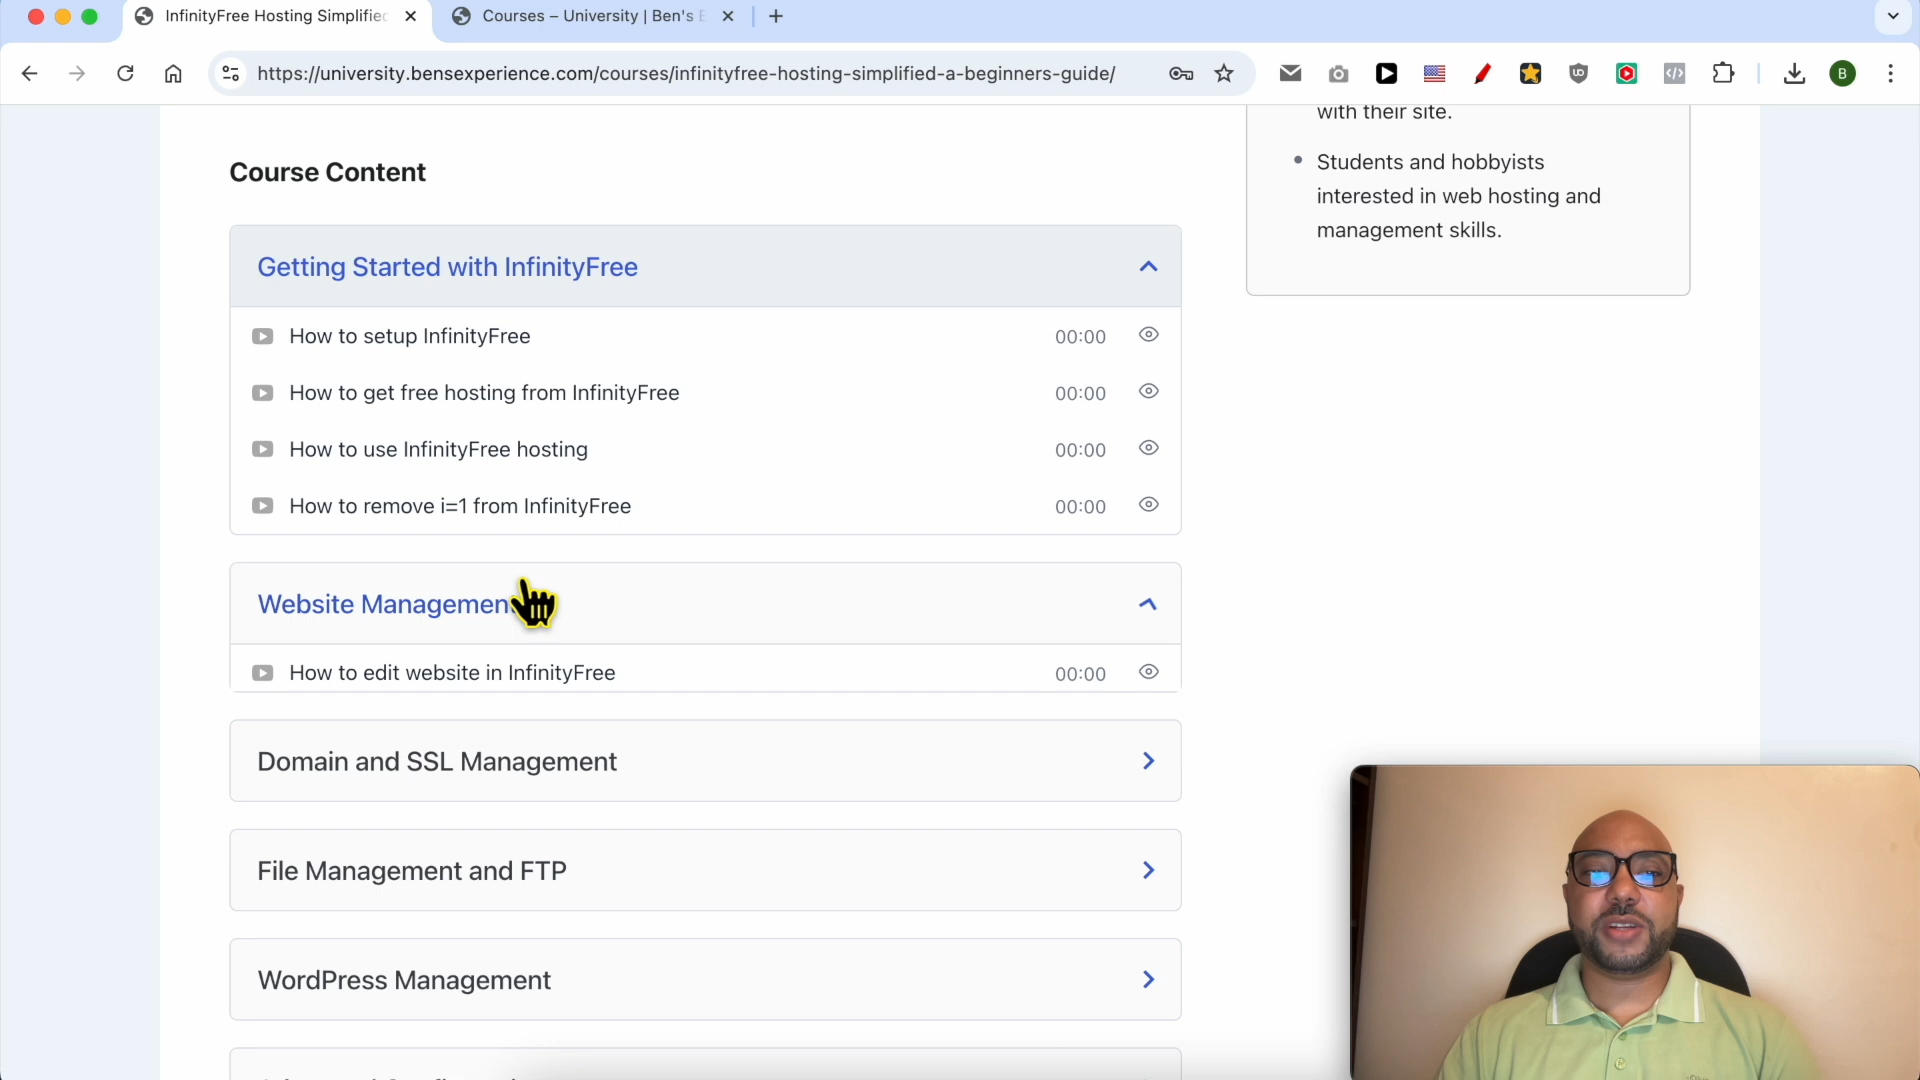 InfinityFree Hosting Simplified
Courses – University | Ben's
https://university.bensexperience.com/courses/infinityfree-hosting-simplified-a-beginners-guide/
B
with their site.
Students and hobbyists
interested in web hosting and
management skills.
Course Content
Getting Started with InfinityFree
How to setup InfinityFree 00:00
How to get free hosting from InfinityFree 00:00
How to use InfinityFree hosting 00:00
How to remove i=1 from InfinityFree 00:00
Website Management
How to edit website in InfinityFree 00:00
Domain and SSL Management
File Management and FTP
WordPress Management